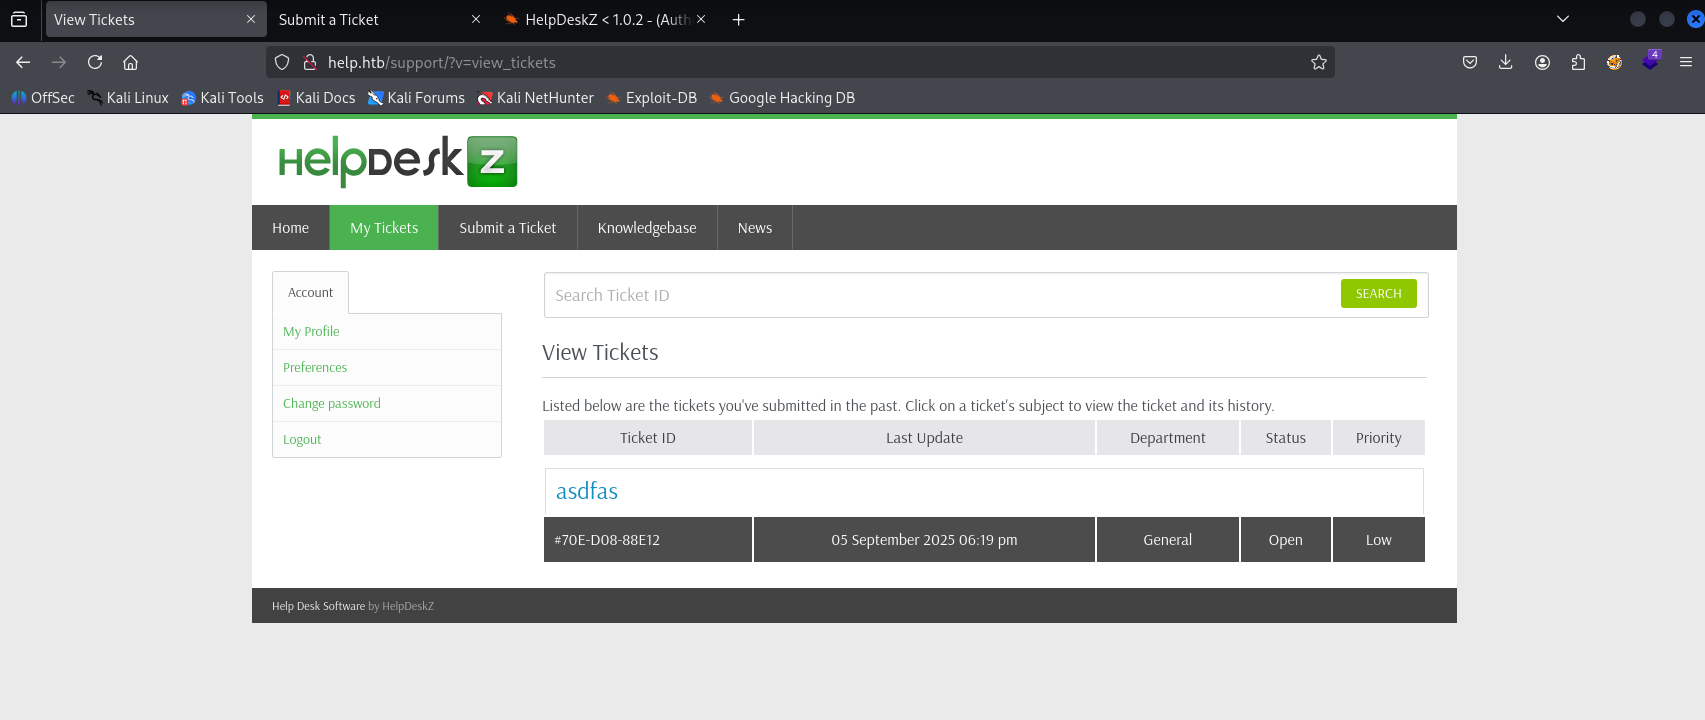 View Tickets Submit a Ticket HelpDeskZ < 1.0.2 - (Auth
help.htb/support/?v=view_tickets 4
OffSec Kali Linux Kali Tools Kali Docs Kali Forums Kali NetHunter Exploit-DB Google Hacking DB
HelpDesk Z
Home My Tickets Submit a Ticket Knowledgebase News
Account
My Profile
Preferences
Change password
Logout
Search Ticket ID SEARCH
View Tickets
Listed below are the tickets you've submitted in the past. Click on a ticket's subject to view the ticket and its history.
Ticket ID Last Update Department Status Priority
asdfas
#70E-D08-88E12 05 September 2025 06:19 pm General Open Low
Help Desk Software by HelpDeskZ